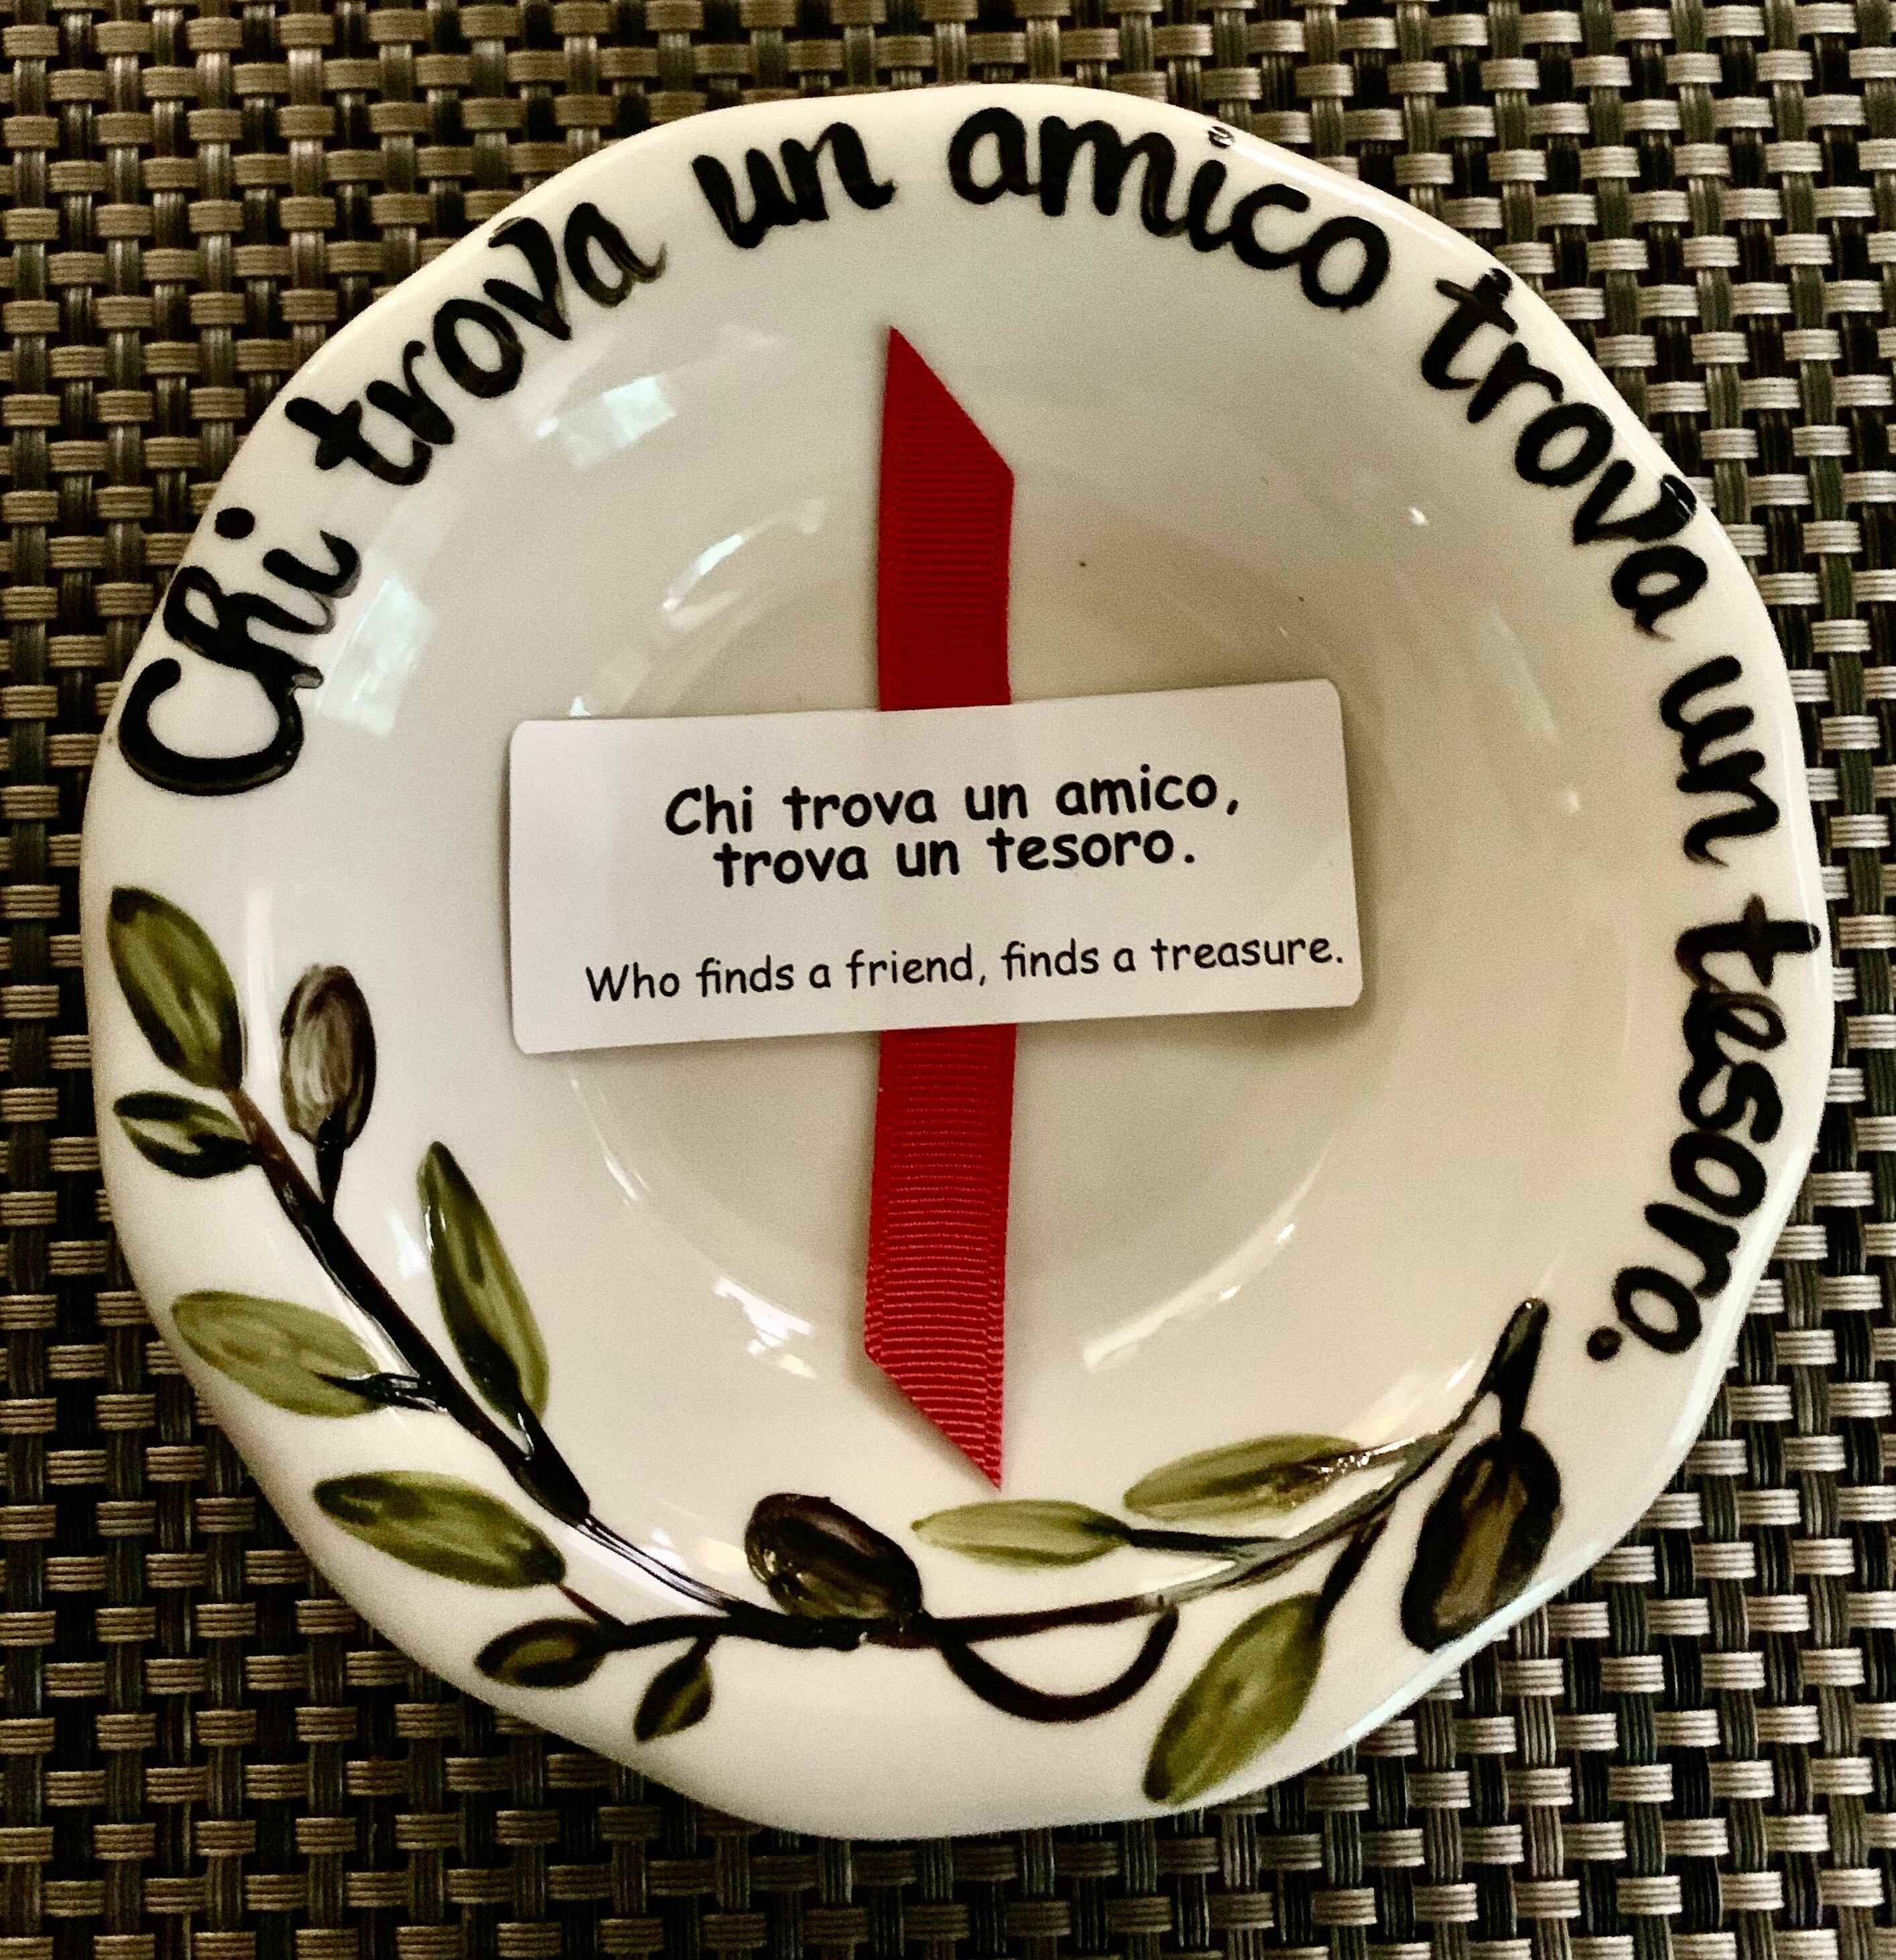 Chi trova un amico trova un tesoro.
Chi trova un amico,
trova un tesoro.
Who finds a friend, finds a treasure.